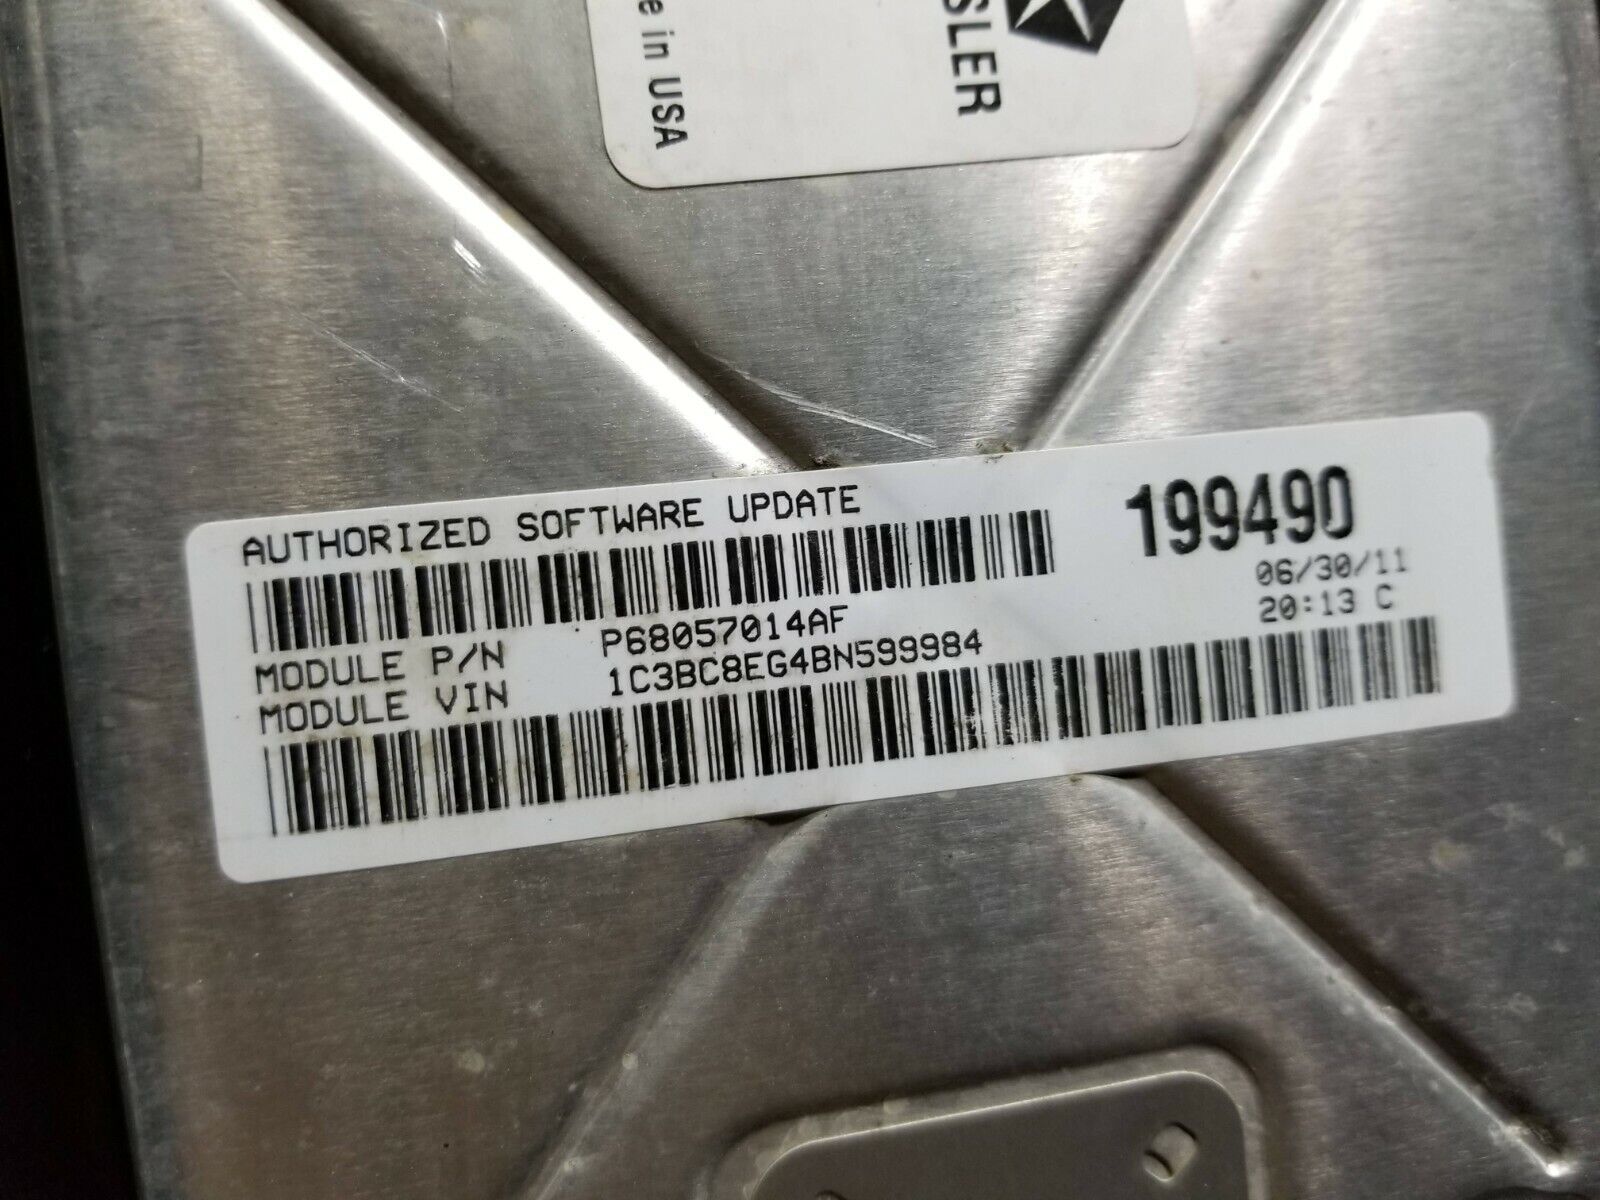 e in USA
SLER
AUTHORIZED SOFTWARE UPDATE
199490
06/30/11
20:13 C
MODULE P/N P68057014AF
MODULE VIN 1C3BC8EG4BN599984